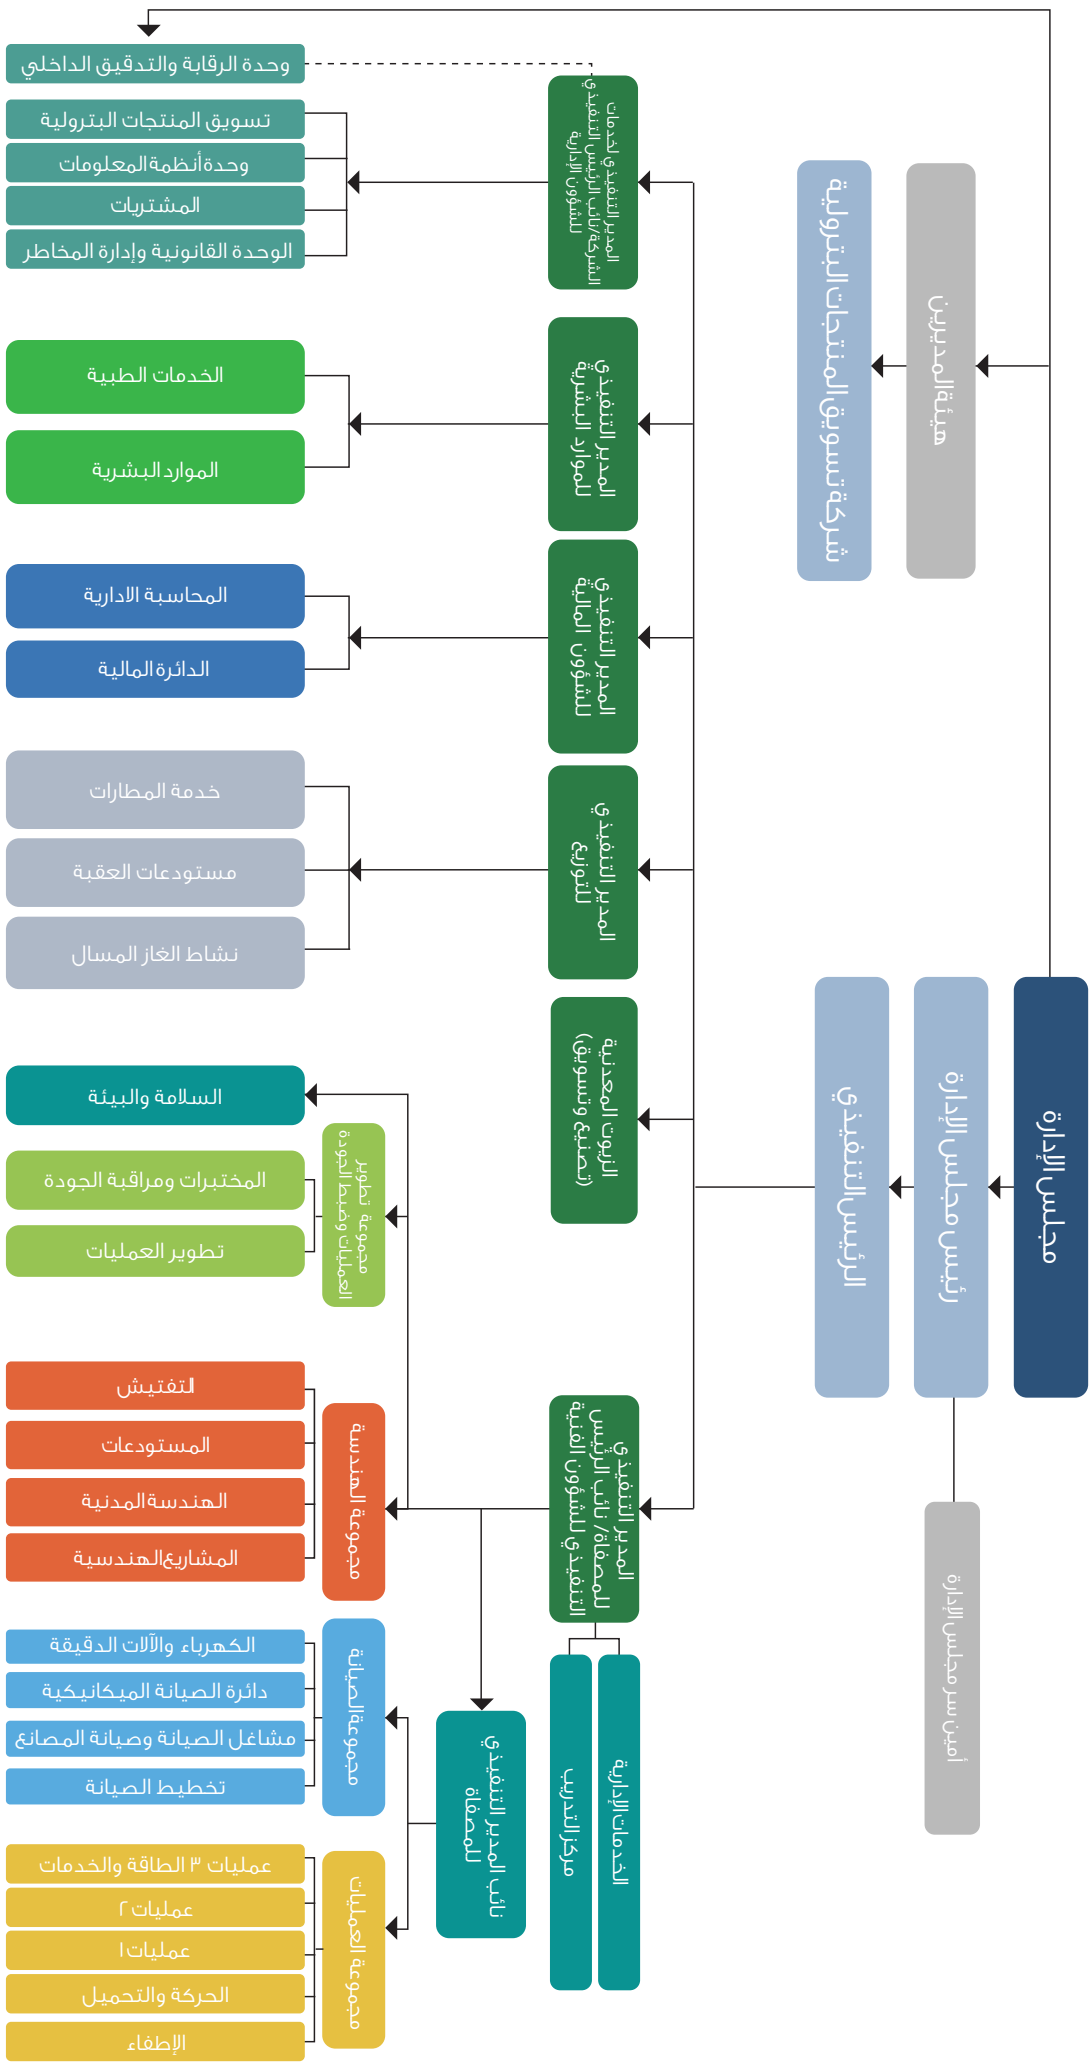 مجلس الإدارة
رئيس مجلس الإدارة
الرئيس التنفيذي
أمين سر مجلس الإدارة
هيئة المديرين
شركة تسويق المنتجات البترولية
المدير التنفيذي لخدمات
الشركة/نائب الرئيس التنفيذي
للشؤون الإدارية
وحدة الرقابة والتدقيق الداخلي
تسويق المنتجات البترولية
وحدة أنظمة المعلومات
المشتريات
الوحدة القانونية وإدارة المخاطر
المدير التنفيذي
للموارد البشرية
الخدمات الطبية
الموارد البشرية
المدير التنفيذي
للشؤون المالية
المحاسبة الادارية
الدائرة المالية
المدير التنفيذي
للتوزيع
خدمة المطارات
مستودعات العقبة
نشاط الغاز المسال
الزيوت المعدنية
(تصنيع وتسويق)
المدير التنفيذي
للمصفاة/ نائب الرئيس
التنفيذي للشؤون الفنية
الخدمات الإدارية
مركز التدريب
نائب المدير التنفيذي
للمصفاة
السلامة والبيئة
مجموعة تطوير
العمليات وضبط الجودة
المختبرات ومراقبة الجودة
تطوير العمليات
مجموعة الهندسة
التفتيش
المستودعات
الهندسة المدنية
المشاريع الهندسية
مجموعة الصيانة
الكهرباء والآلات الدقيقة
دائرة الصيانة الميكانيكية
مشاغل الصيانة وصيانة المصانع
تخطيط الصيانة
مجموعة العمليات
عمليات ٣ الطاقة والخدمات
عمليات ٢
عمليات ١
الحركة والتحميل
الإطفاء